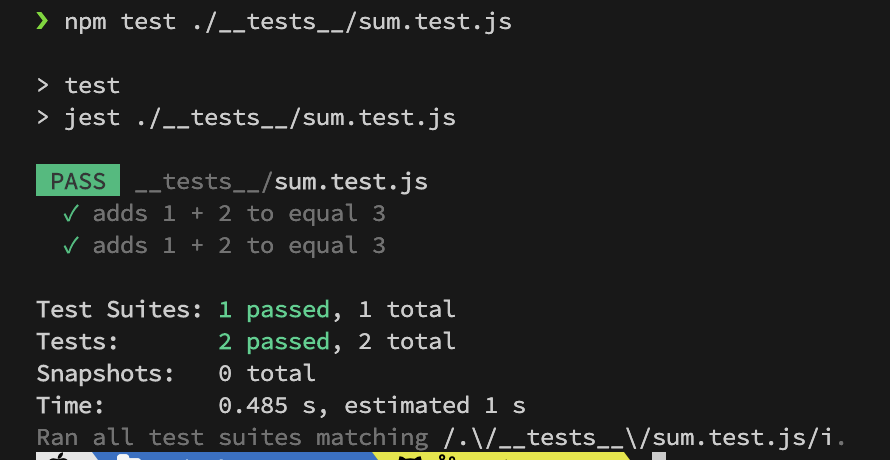 ❯ npm test ./__tests__/sum.test.js
> test
> jest ./__tests__/sum.test.js
PASS __tests__/sum.test.js
✓ adds 1 + 2 to equal 3
✓ adds 1 + 2 to equal 3
Test Suites: 1 passed, 1 total
Tests: 2 passed, 2 total
Snapshots: 0 total
Time: 0.485 s, estimated 1 s
Ran all test suites matching /.\/__tests__\/sum.test.js/i.